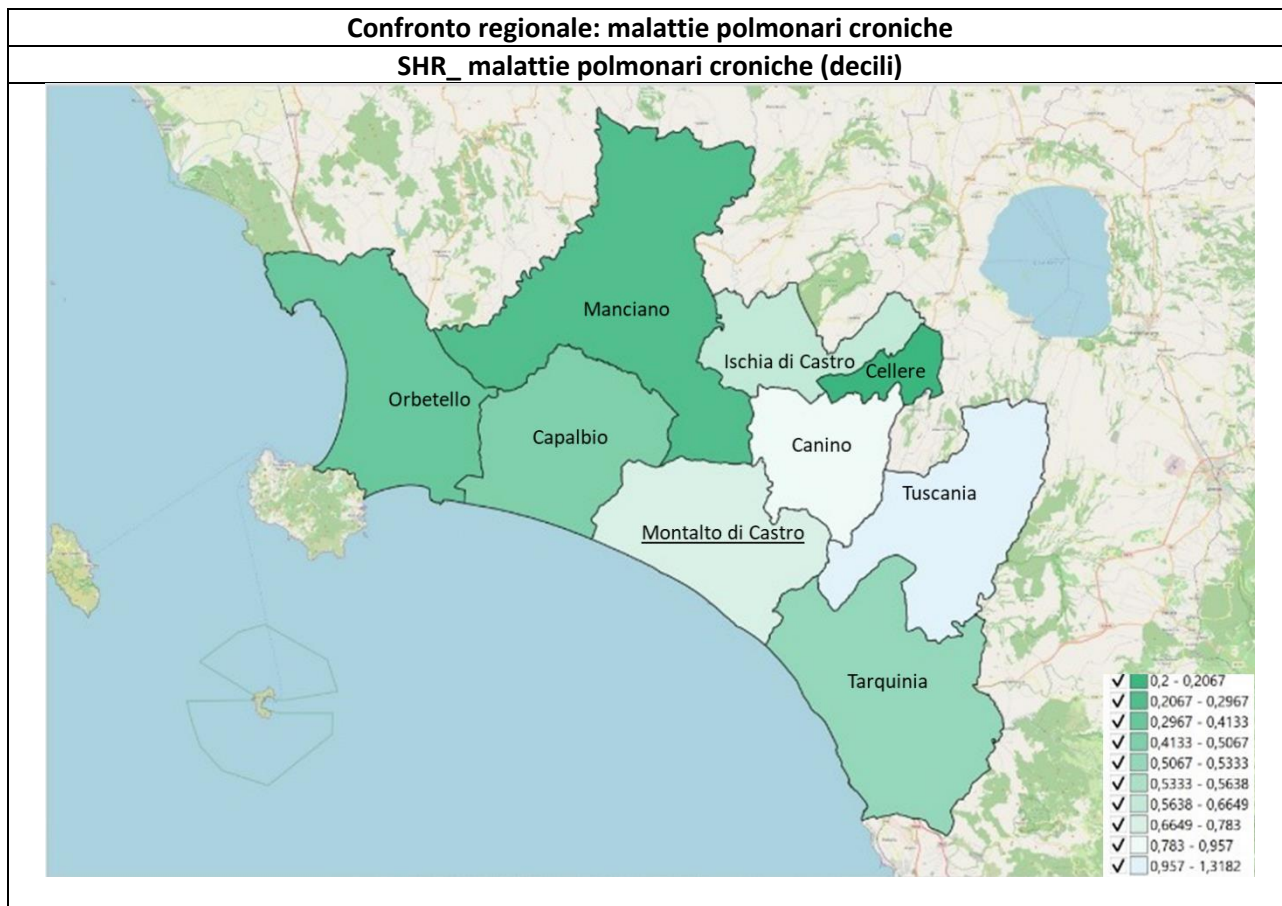 Confronto regionale: malattie polmonari croniche
SHR_ malattie polmonari croniche (decili)
Manciano
Ischia di Castro
Cellere
Orbetello
Capalbio
Canino
Tuscania
Montalto di Castro
Tarquinia
0,2 - 0,2067
0,2067 - 0,2967
0,2967 - 0,4133
0,4133 - 0,5067
0,5067 - 0,5333
0,5333 - 0,5638
0,5638 - 0,6649
0,6649 - 0,783
0,783 - 0,957
0,957 - 1,3182